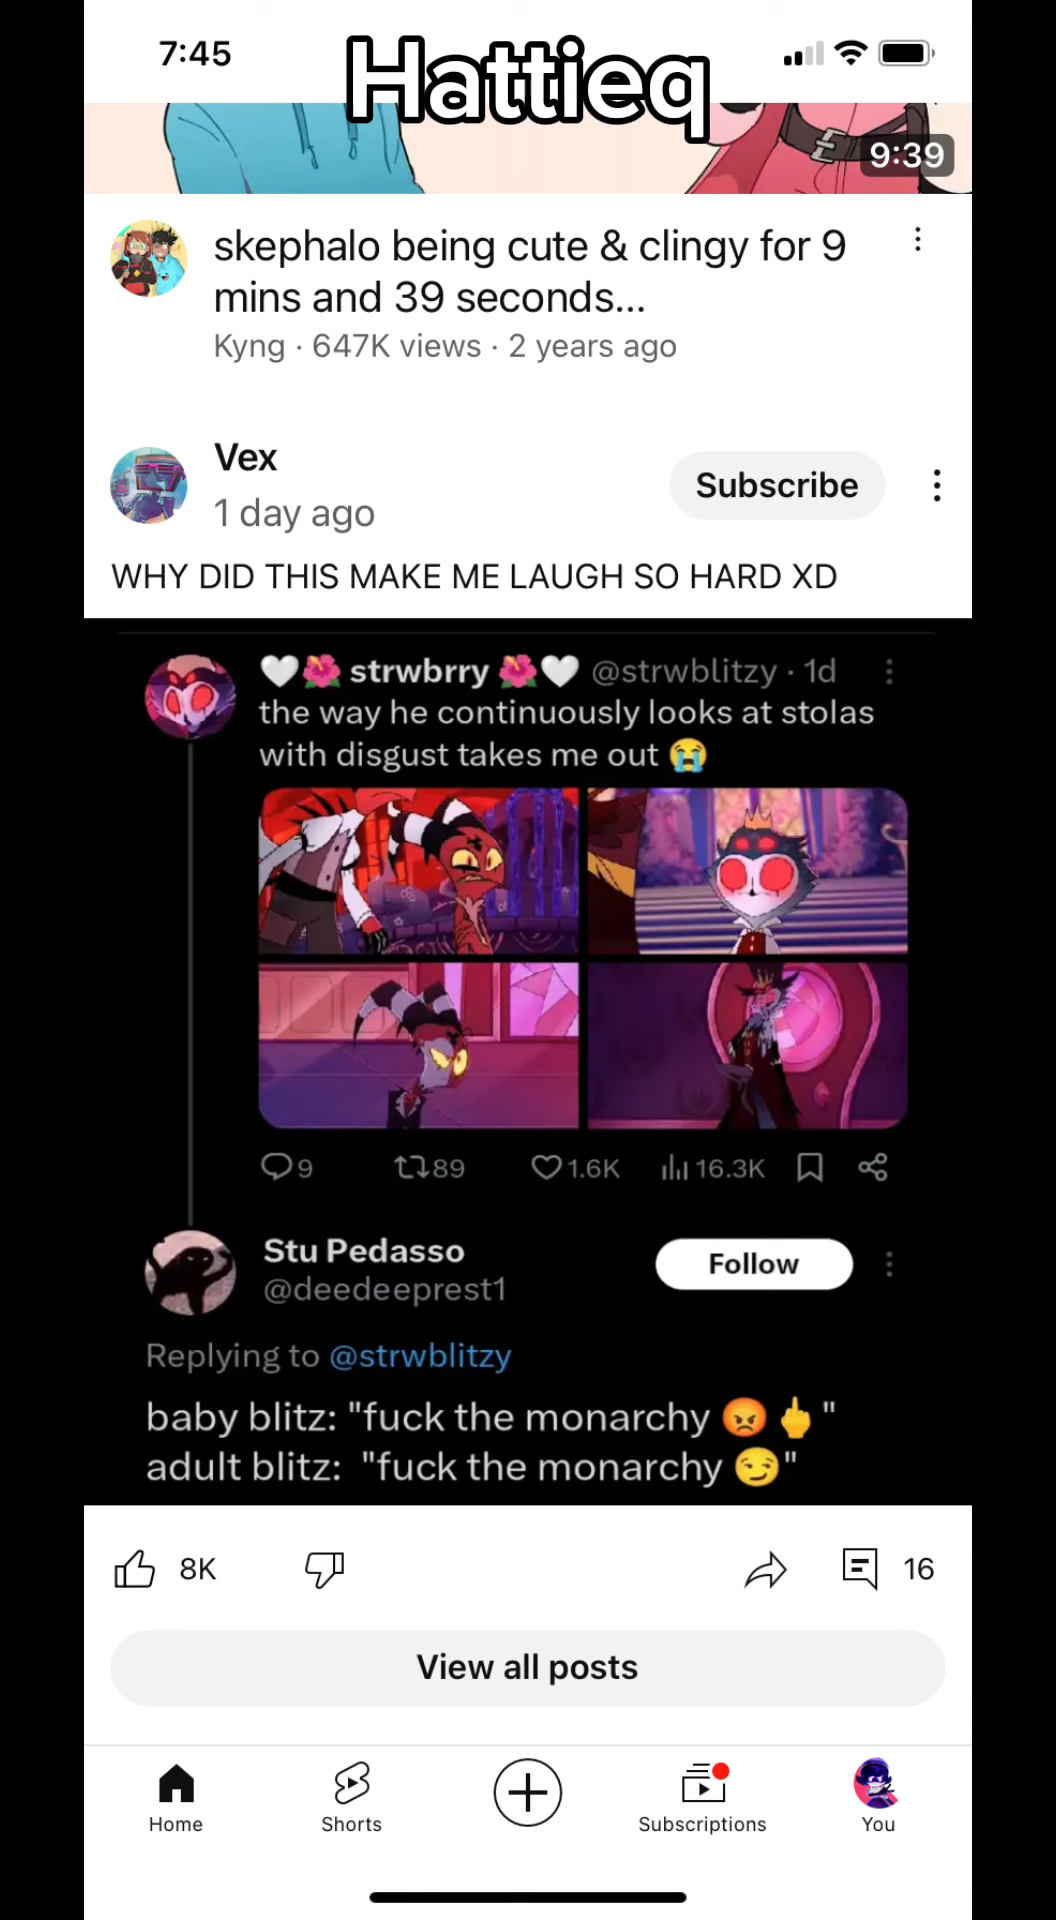 7:45
Hattieq
9:39
skephalo being cute & clingy for 9
mins and 39 seconds...
Kyng · 647K views · 2 years ago
Vex
1 day ago
Subscribe
WHY DID THIS MAKE ME LAUGH SO HARD XD
🤍🌺 strwbrry 🌺🤍 @strwblitzy · 1d
the way he continuously looks at stolas
with disgust takes me out 😭
9 89 1.6K 16.3K
Stu Pedasso
@deedeeprest1
Follow
Replying to @strwblitzy
baby blitz: "fuck the monarchy 😡🖕"
adult blitz: "fuck the monarchy 😏"
8K 16
View all posts
Home Shorts Subscriptions You